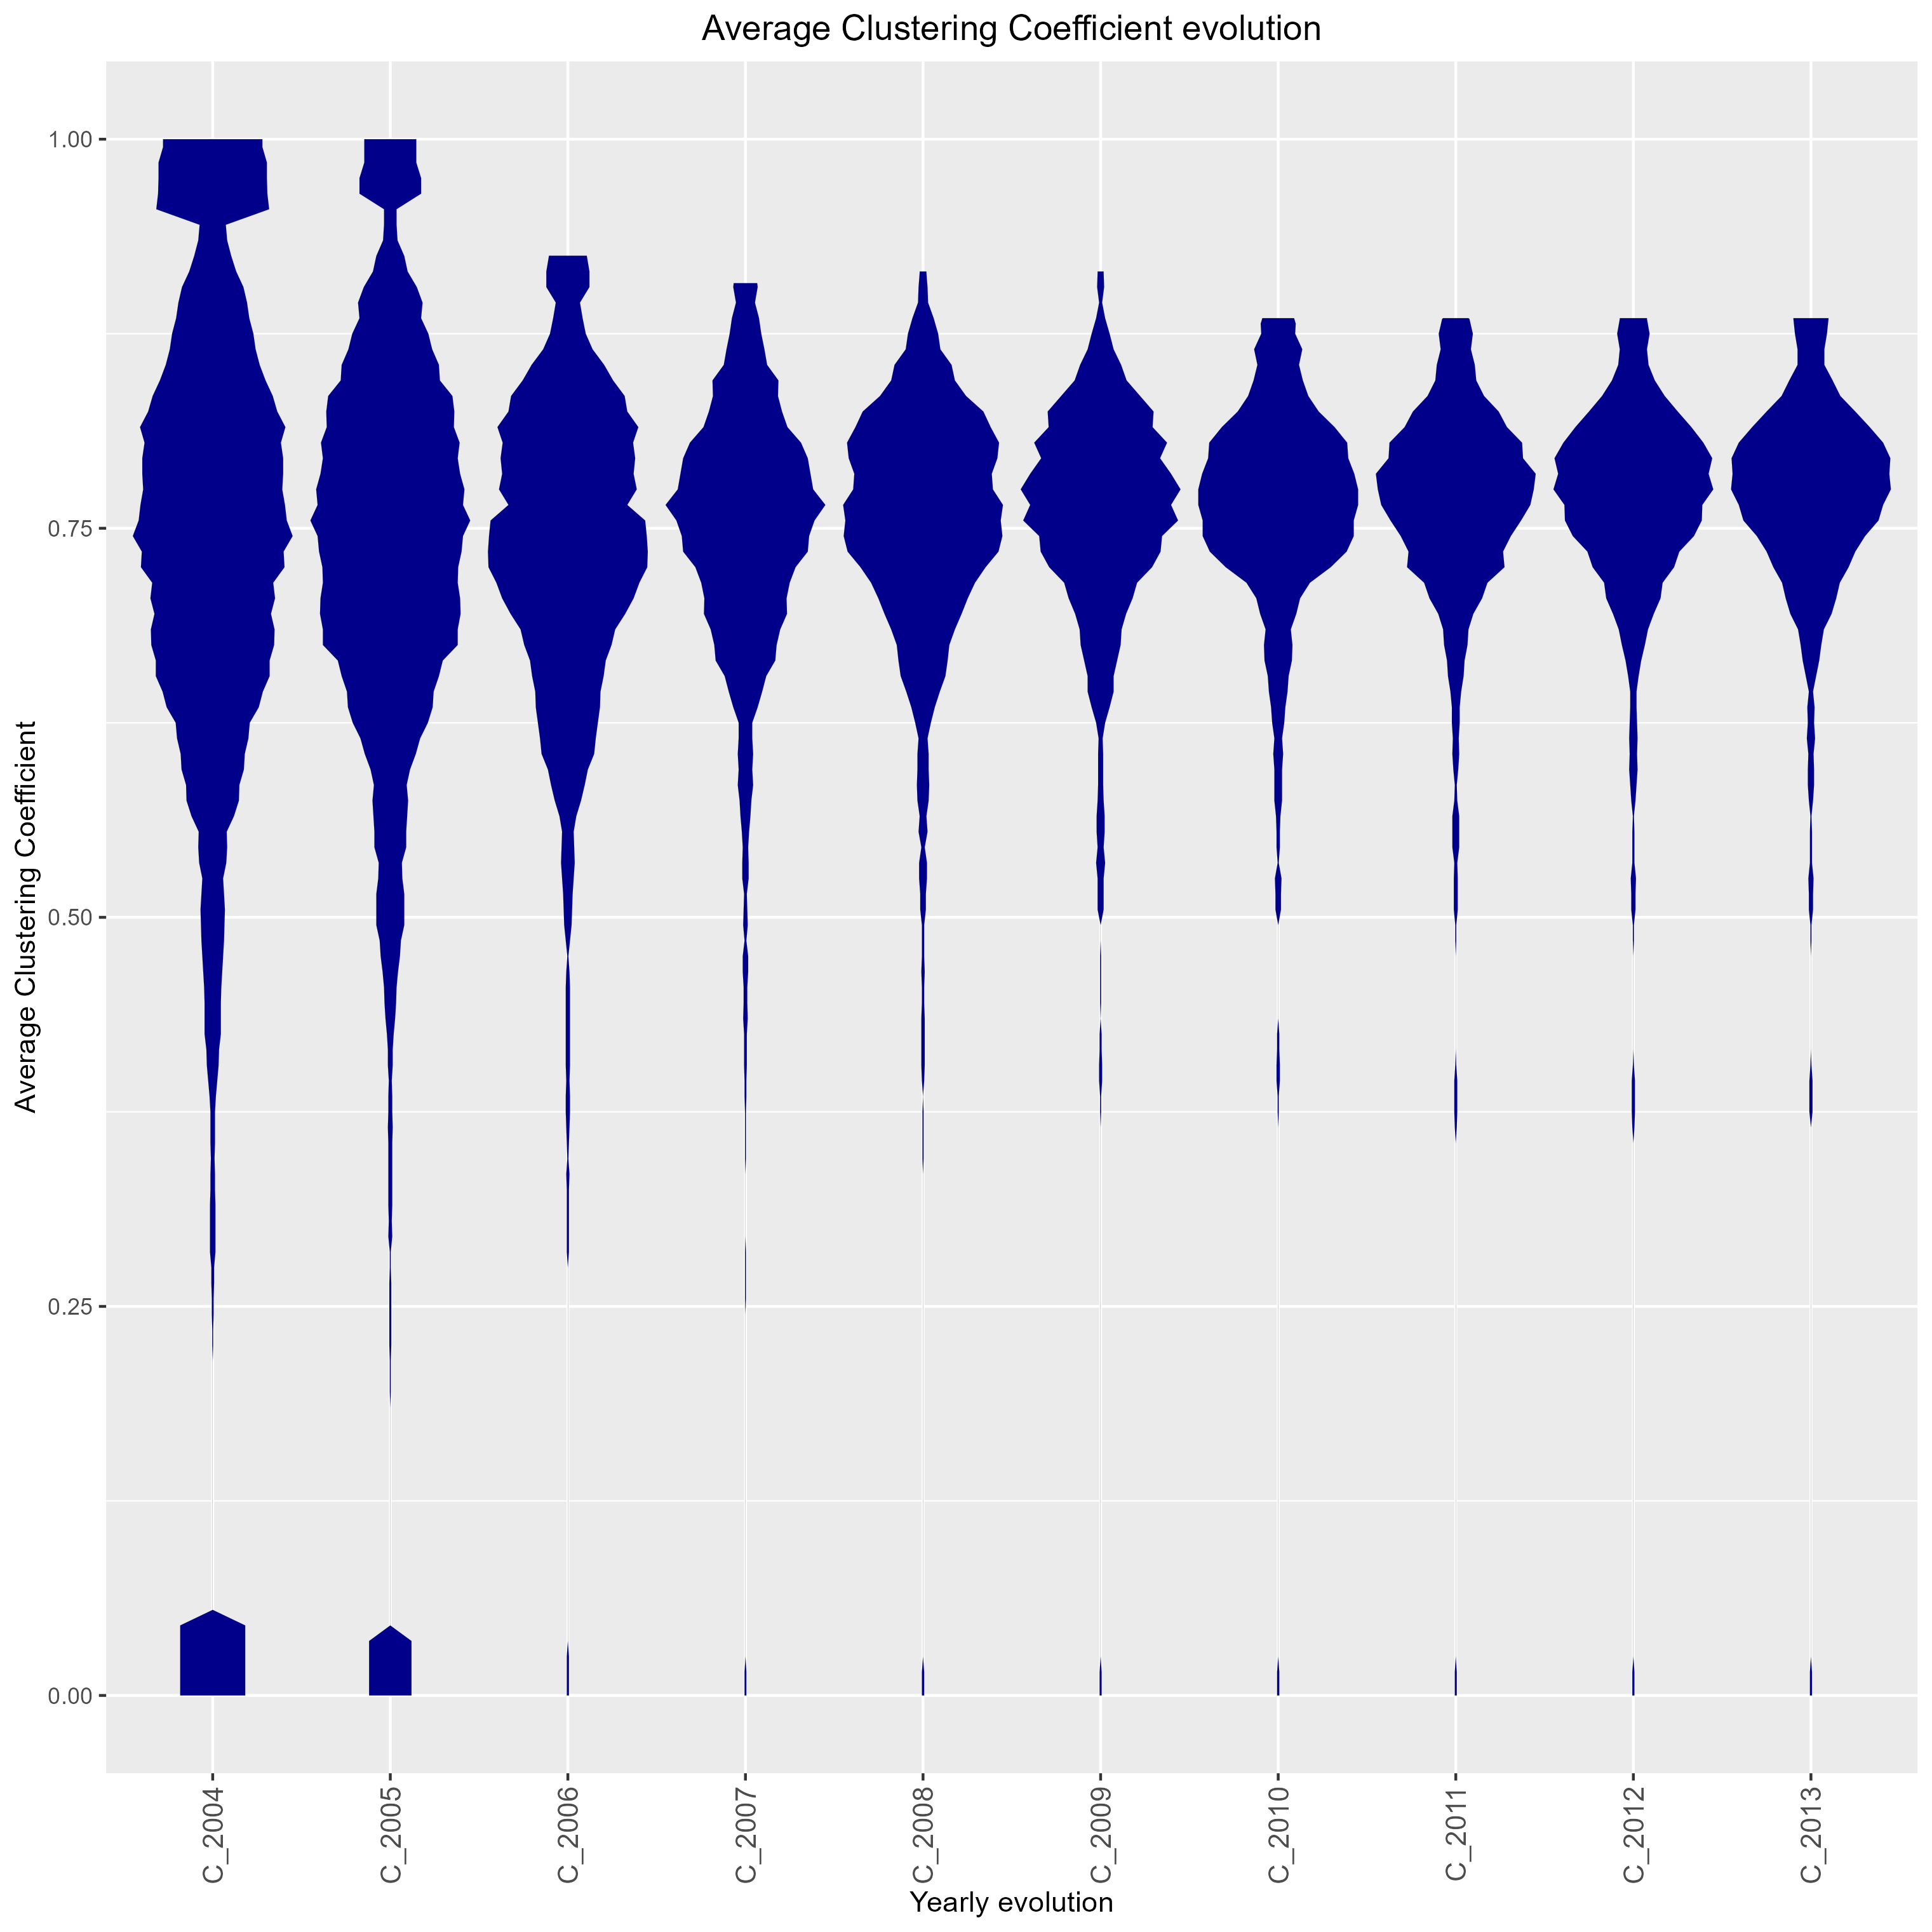 Average Clustering Coefficient evolution
Average Clustering Coefficient
1.00
0.75
0.50
0.25
0.00
C_2004
C_2005
C_2006
C_2007
C_2008
C_2009
C_2010
C_2011
C_2012
C_2013
Yearly evolution